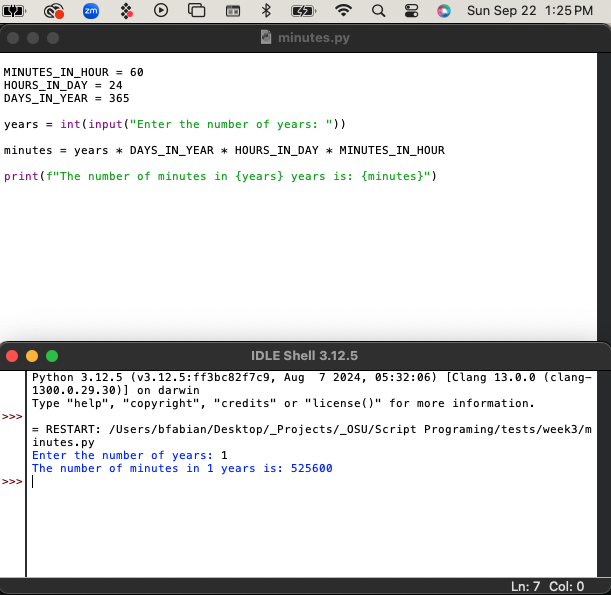 zm
Sun Sep 22 1:25 PM
minutes.py
MINUTES_IN_HOUR = 60
HOURS_IN_DAY = 24
DAYS_IN_YEAR = 365
years = int(input("Enter the number of years: "))
minutes = years * DAYS_IN_YEAR * HOURS_IN_DAY * MINUTES_IN_HOUR
print(f"The number of minutes in {years} years is: {minutes}")
IDLE Shell 3.12.5
Python 3.12.5 (v3.12.5:ff3bc82f7c9, Aug  7 2024, 05:32:06) [Clang 13.0.0 (clang-
1300.0.29.30)] on darwin
Type "help", "copyright", "credits" or "license()" for more information.
>>>
= RESTART: /Users/bfabian/Desktop/_Projects/_OSU/Script Programing/tests/week3/m
inutes.py
Enter the number of years: 1
The number of minutes in 1 years is: 525600
>>>
Ln: 7 Col: 0